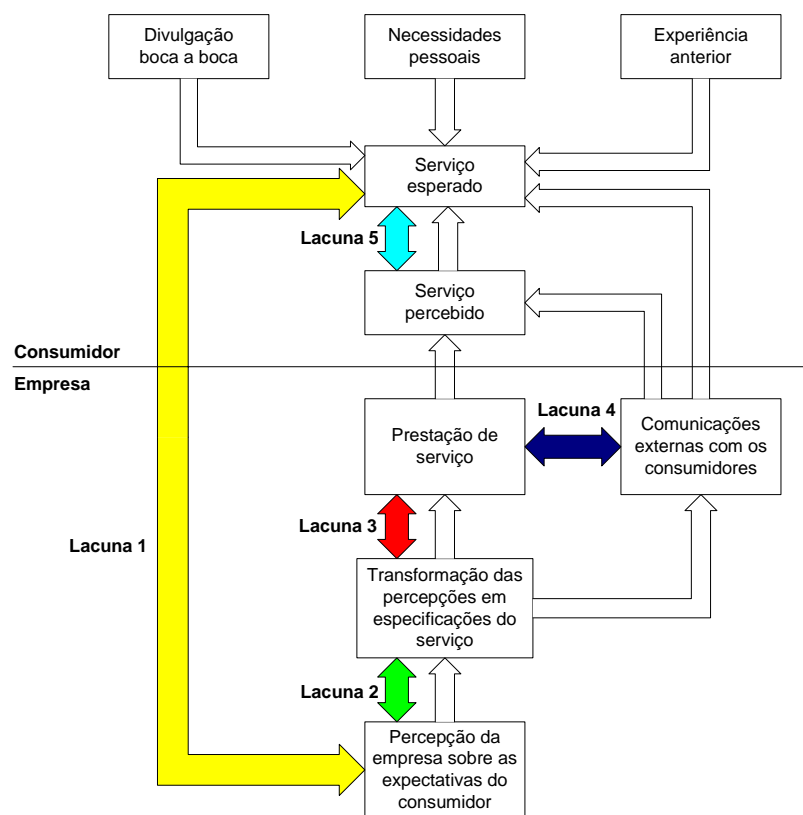 Divulgação
boca a boca
Necessidades
pessoais
Experiência
anterior
Serviço
esperado
Lacuna 5
Serviço
percebido
Consumidor
Empresa
Lacuna 4
Prestação de
serviço
Comunicações
externas com os
consumidores
Lacuna 3
Lacuna 1
Transformação das
percepções em
especificações do
serviço
Lacuna 2
Percepção da
empresa sobre as
expectativas do
consumidor